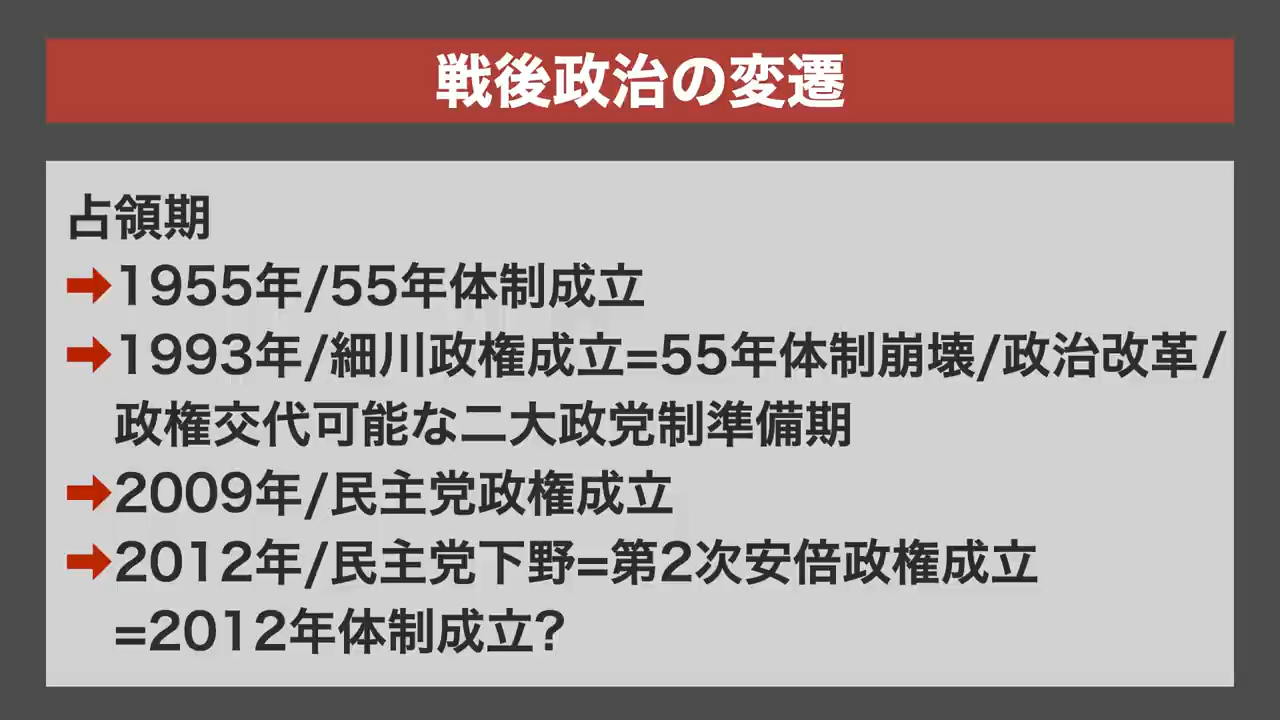 戦後政治の変遷
占領期
➡1955年/55年体制成立
➡1993年/細川政権成立=55年体制崩壊/政治改革/
政権交代可能な二大政党制準備期
➡2009年/民主党政権成立
➡2012年/民主党下野=第2次安倍政権成立
=2012年体制成立?